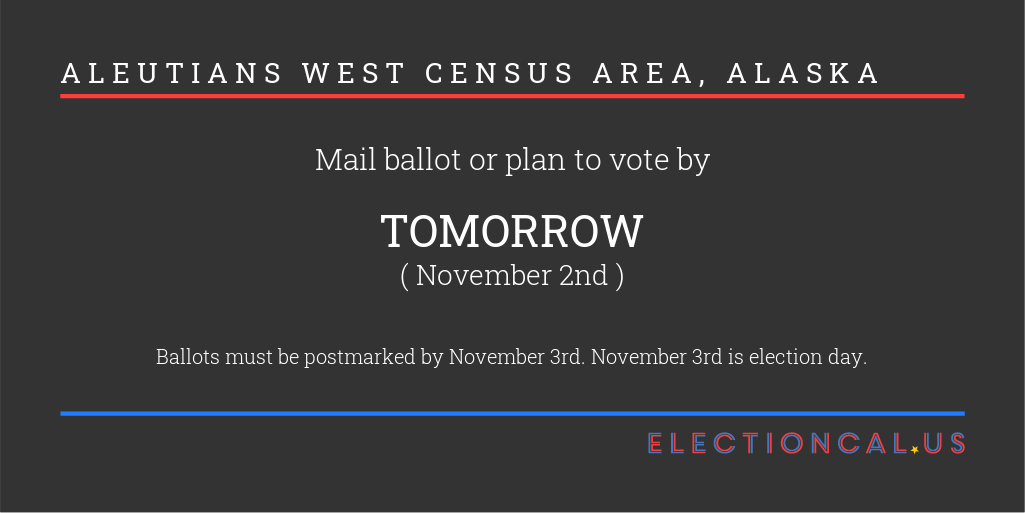 ALEUTIANS WEST CENSUS AREA, ALASKA
Mail ballot or plan to vote by
TOMORROW
( November 2nd )
Ballots must be postmarked by November 3rd. November 3rd is election day.
ELECTIONCAL.US